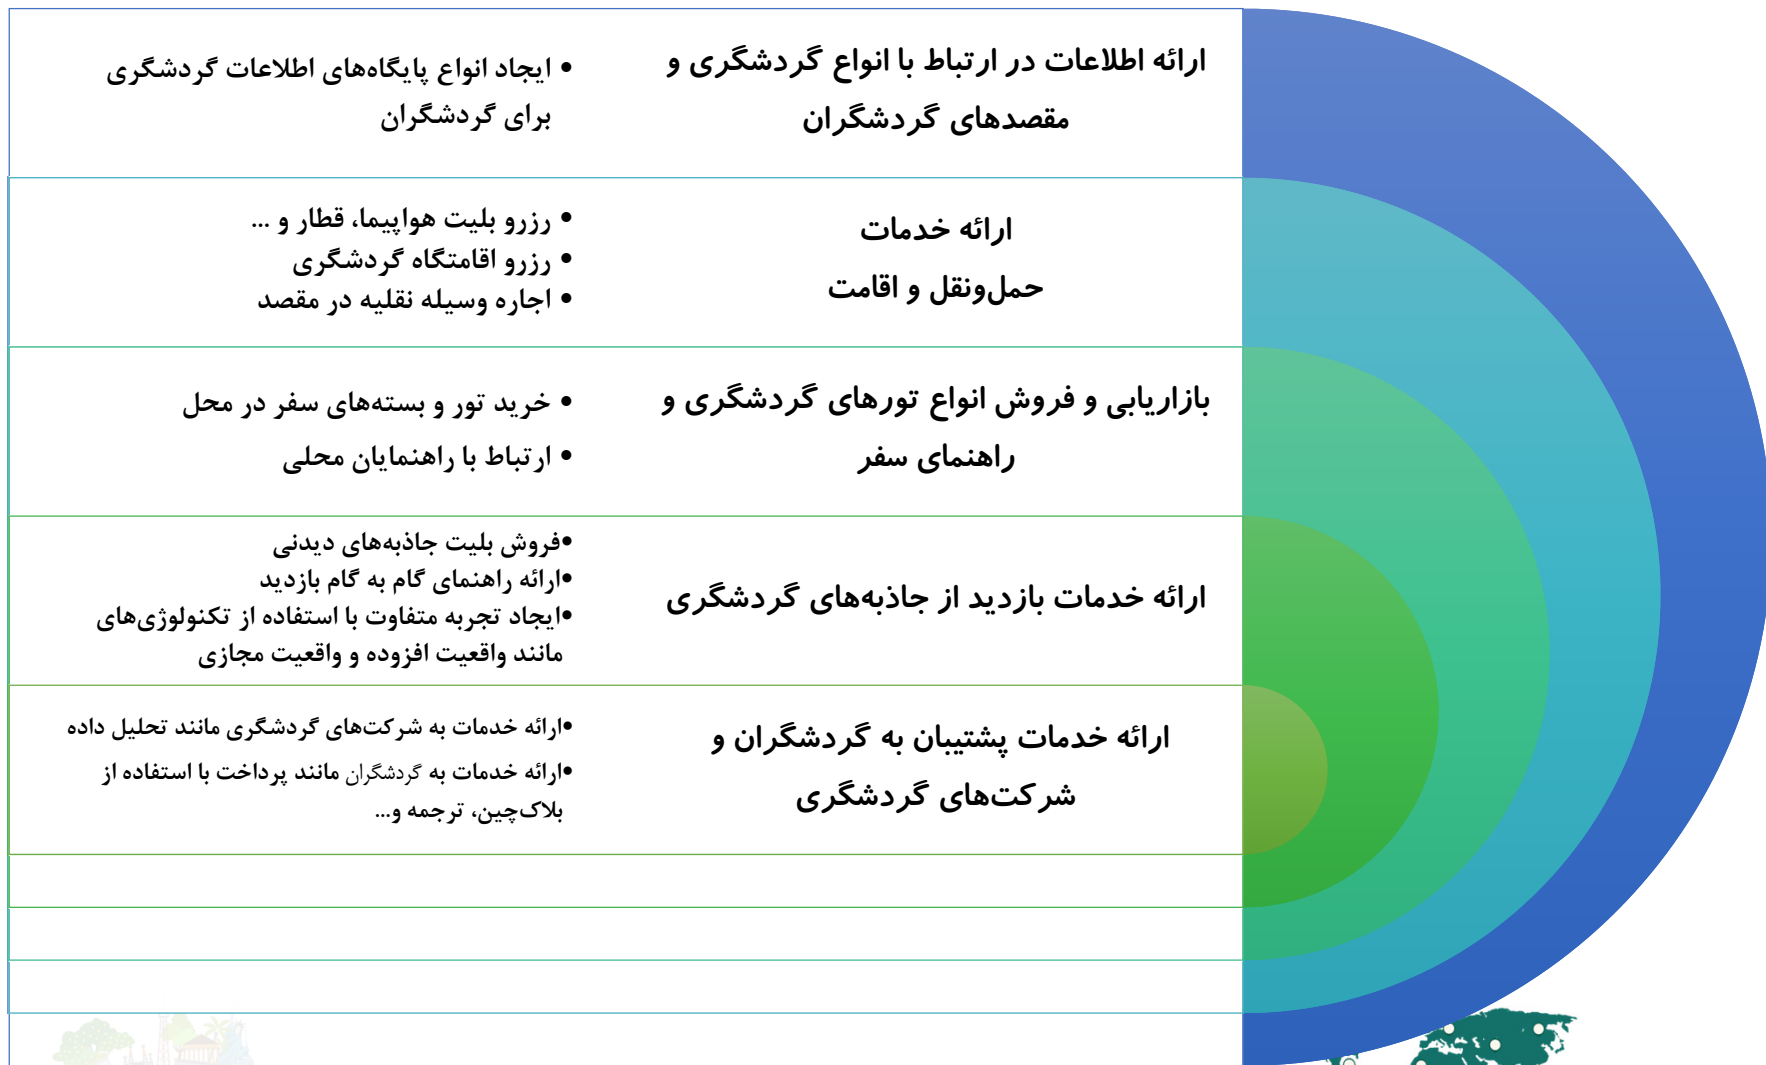 ارائه اطلاعات در ارتباط با انواع گردشگری و
مقصدهای گردشگران
• ایجاد انواع پایگاه‌های اطلاعات گردشگری
برای گردشگران
ارائه خدمات
حمل‌ونقل و اقامت
• رزرو بلیت هواپیما، قطار و ...
• رزرو اقامتگاه گردشگری
• اجاره وسیله نقلیه در مقصد
بازاریابی و فروش انواع تورهای گردشگری و
راهنمای سفر
• خرید تور و بسته‌های سفر در محل
• ارتباط با راهنمایان محلی
ارائه خدمات بازدید از جاذبه‌های گردشگری
•فروش بلیت جاذبه‌های دیدنی
•ارائه راهنمای گام به گام بازدید
•ایجاد تجربه متفاوت با استفاده از تکنولوژی‌های
مانند واقعیت افزوده و واقعیت مجازی
ارائه خدمات پشتیبان به گردشگران و
شرکت‌های گردشگری
•ارائه خدمات به شرکت‌های گردشگری مانند تحلیل داده
•ارائه خدمات به گردشگران مانند پرداخت با استفاده از
بلاک‌چین، ترجمه و...